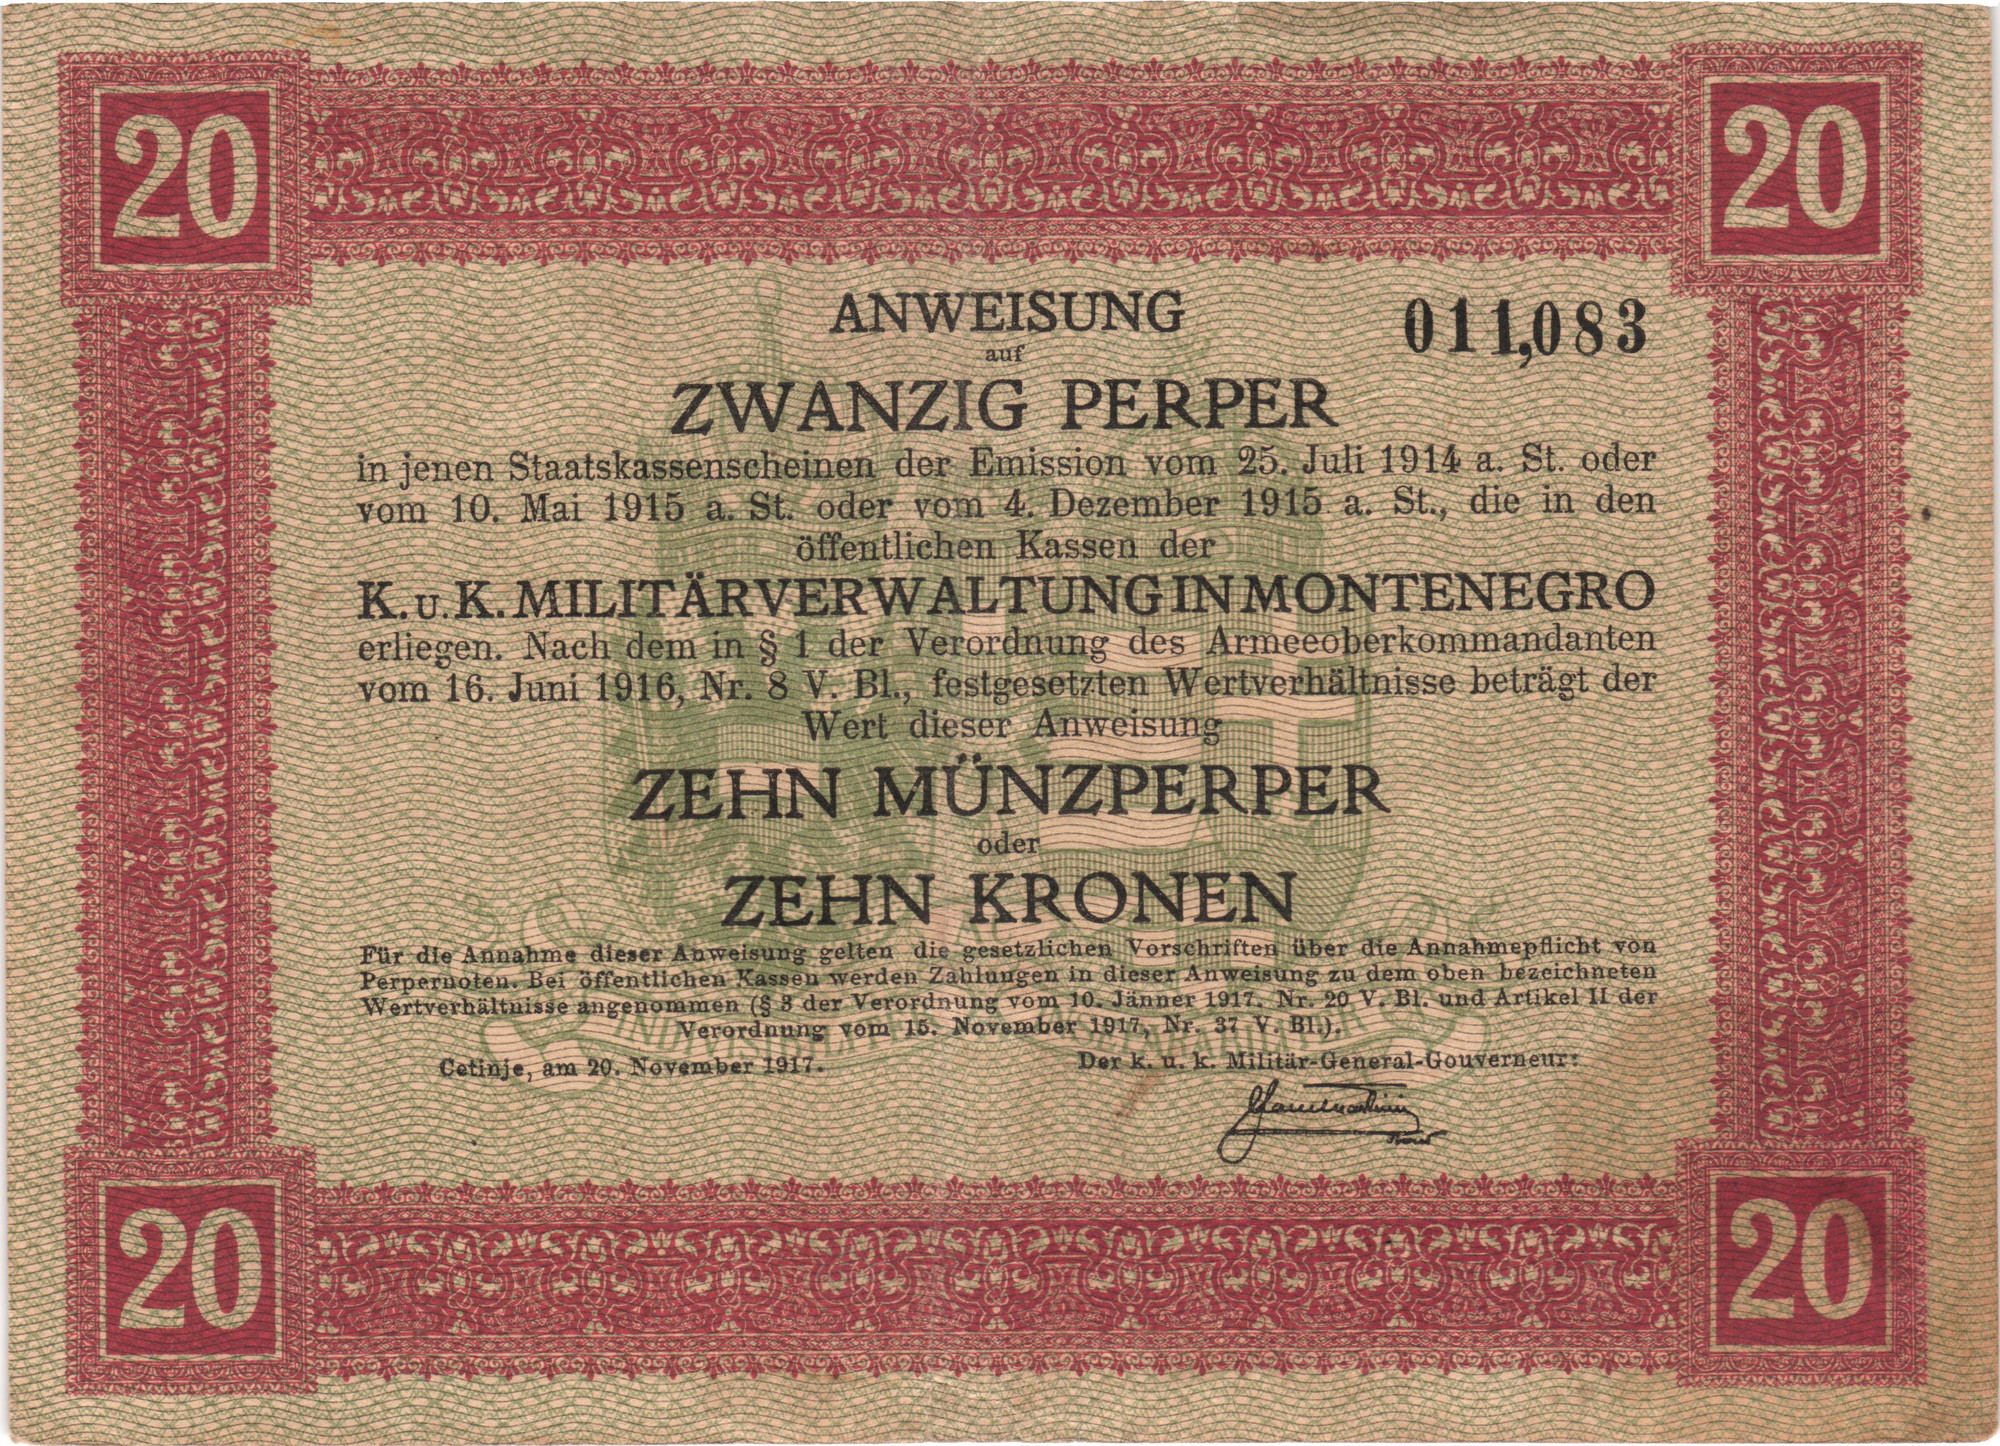 20 20
ANWEISUNG 011,083
auf
ZWANZIG PERPER
in jenen Staatskassenscheinen der Emission vom 25. Juli 1914 a. St. oder
vom 10. Mai 1915 a. St. oder vom 4. Dezember 1915 a. St., die in den
öffentlichen Kassen der
K. u. K. MILITÄRVERWALTUNG IN MONTENEGRO
erliegen. Nach dem in § 1 der Verordnung des Armeeoberkommandanten
vom 16. Juni 1916, Nr. 8 V. Bl., festgesetzten Wertverhältnisse beträgt der
Wert dieser Anweisung
ZEHN MÜNZPERPER
oder
ZEHN KRONEN
Für die Annahme dieser Anweisung gelten die gesetzlichen Vorschriften über die Annahmepflicht von
Perpernoten. Bei öffentlichen Kassen werden Zahlungen in dieser Anweisung zu dem oben bezeichneten
Wertverhältnisse angenommen (§ 3 der Verordnung vom 10. Jänner 1917. Nr. 20 V. Bl. und Artikel II der
Verordnung vom 15. November 1917, Nr. 37 V. Bl.).
Cetinje, am 20. November 1917. Der k. u. k. Militär-General-Gouverneur:
20 20